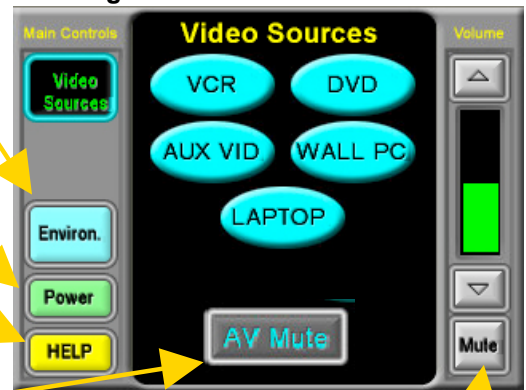 Main Controls
Video Sources
Volume
Video
Sources
VCR
DVD
AUX VID
WALL PC
LAPTOP
Environ.
Power
HELP
AV Mute
Mute